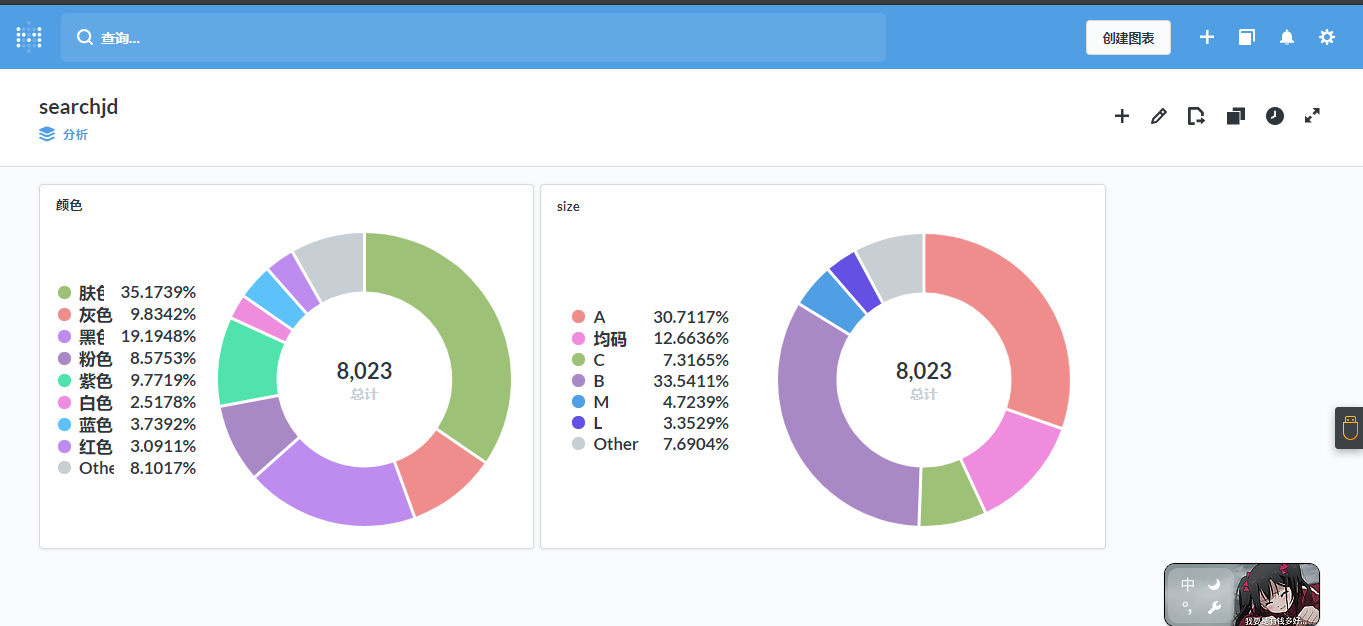 查询...
创建图表
searchjd
分析
颜色
肤色 35.1739%
灰色 9.8342%
黑色 19.1948%
粉色 8.5753%
紫色 9.7719%
白色 2.5178%
蓝色 3.7392%
红色 3.0911%
Othe 8.1017%
8,023
总计
size
A 30.7117%
均码 12.6636%
C 7.3165%
B 33.5411%
M 4.7239%
L 3.3529%
Other 7.6904%
8,023
总计
中